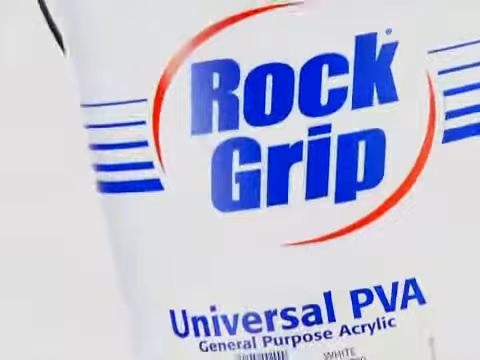 Rock
Grip
Universal PVA
General Purpose Acrylic
WHITE